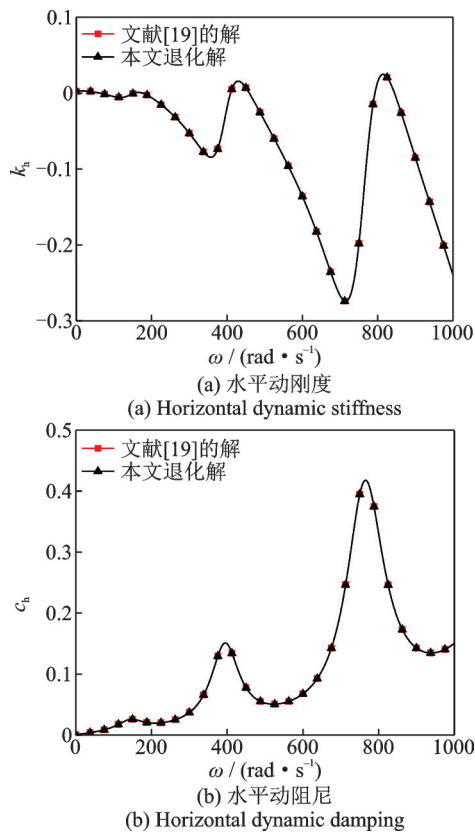 0.1
文献[19]的解
本文退化解
0
−0.1
−0.2
−0.3
k_h
0 200 400 600 800 1000
ω / (rad·s⁻¹)
(a) 水平动刚度
(a) Horizontal dynamic stiffness
0.5
文献[19]的解
本文退化解
0.4
0.3
0.2
0.1
0
c_h
0 200 400 600 800 1000
ω / (rad·s⁻¹)
(b) 水平动阻尼
(b) Horizontal dynamic damping